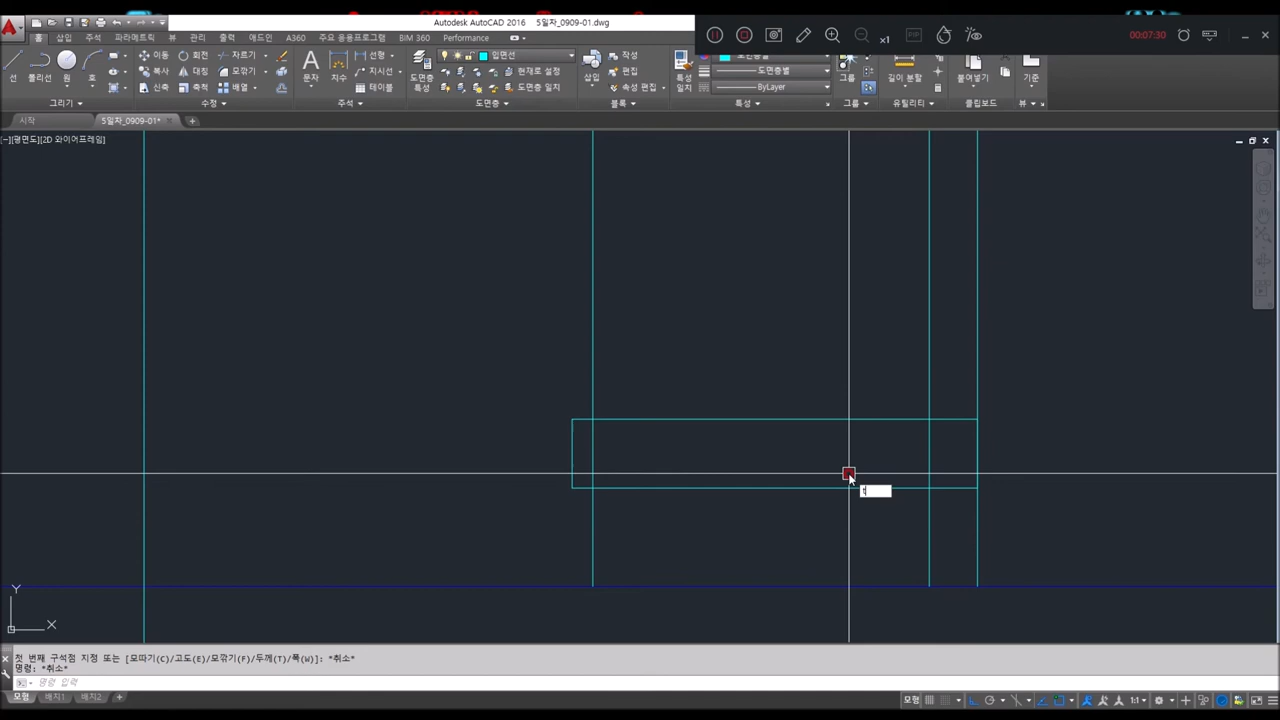 Autodesk AutoCAD 2016 5일차_0909-01.dwg
x1
PIP
00:07:30
홈 삽입 주석 파라메트릭 뷰 관리 출력 애드인 A360 주요 응용프로그램 BIM 360 Performance
이동 회전 자르기
복사 대칭 모깎기
신축 축척 배열
선 폴리선 원 호
문자 치수
선형
지시선
테이블
도면층 특성
입면선
현재로 설정
도면층 일치
삽입
작성
편집
속성 편집
특성 일치
도면층별
ByLayer
그룹
길이 분할
붙여넣기
기준
그리기 수정 주석 도면층 블록 특성 그룹 유틸리티 클립보드 뷰
시작 5일차_0909-01*
[−][평면도][2D 와이어프레임]
t
Y
X
첫 번째 구석점 지정 또는 [모따기(C)/고도(E)/모깎기(F)/두께(T)/폭(W)]: *취소*
명령: *취소*
명령 입력
모형 배치1 배치2
모형
1:1